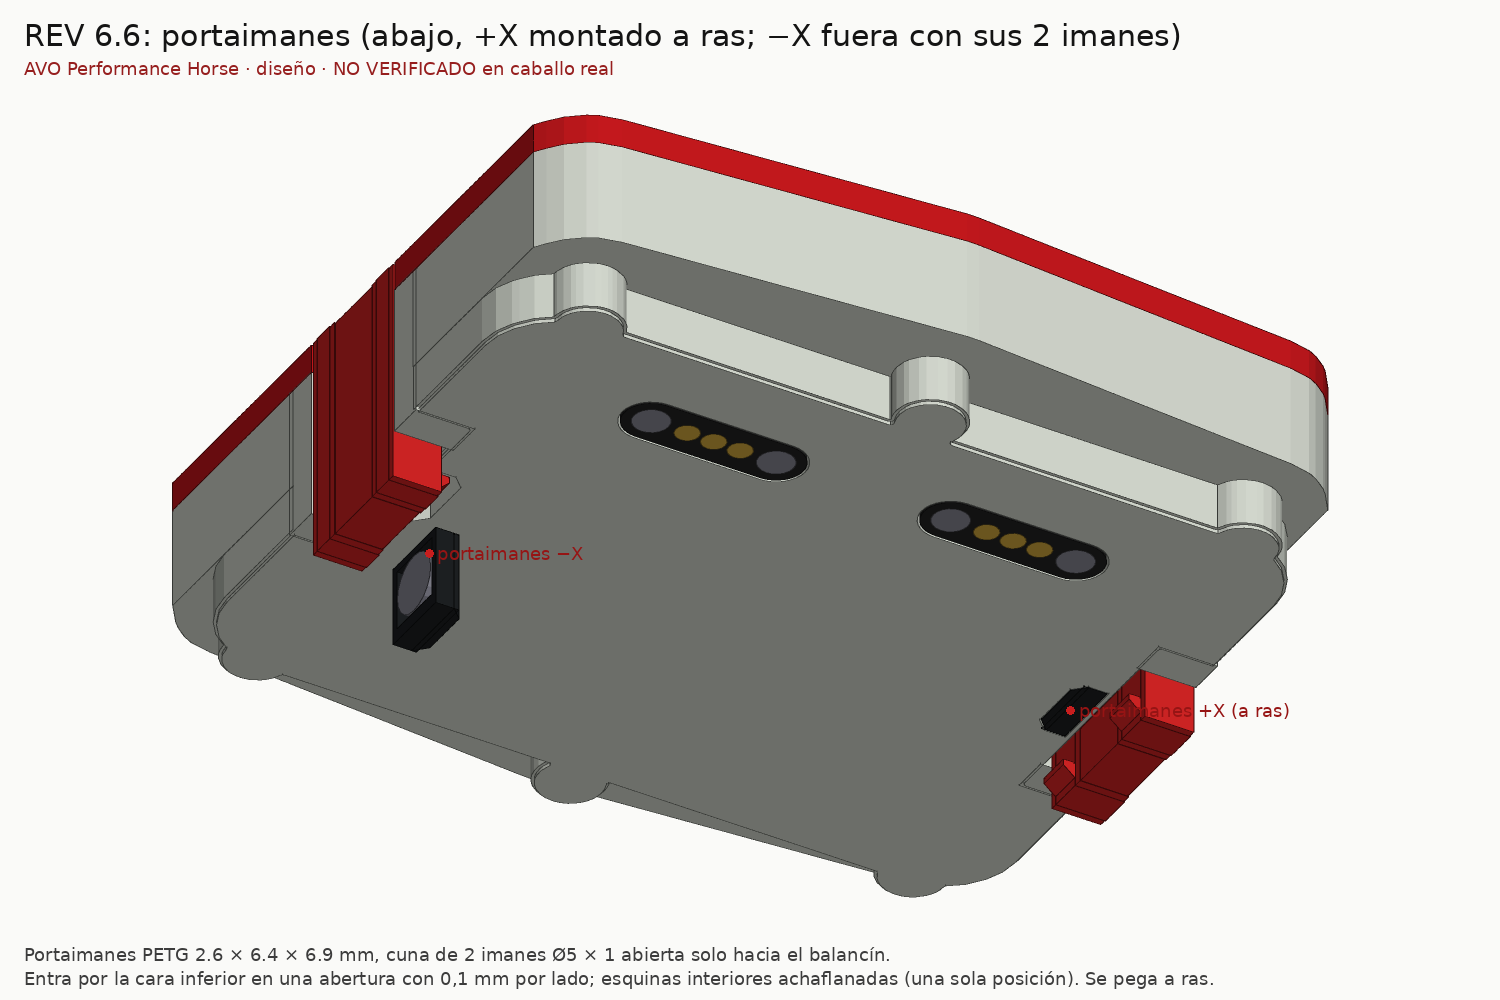 REV 6.6: portaimanes (abajo, +X montado a ras; −X fuera con sus 2 imanes)
AVO Performance Horse · diseño · NO VERIFICADO en caballo real
portaimanes −X
portaimanes +X (a ras)
Portaimanes PETG 2.6 × 6.4 × 6.9 mm, cuna de 2 imanes Ø5 × 1 abierta solo hacia el balancín.
Entra por la cara inferior en una abertura con 0,1 mm por lado; esquinas interiores achaflanadas (una sola posición). Se pega a ras.